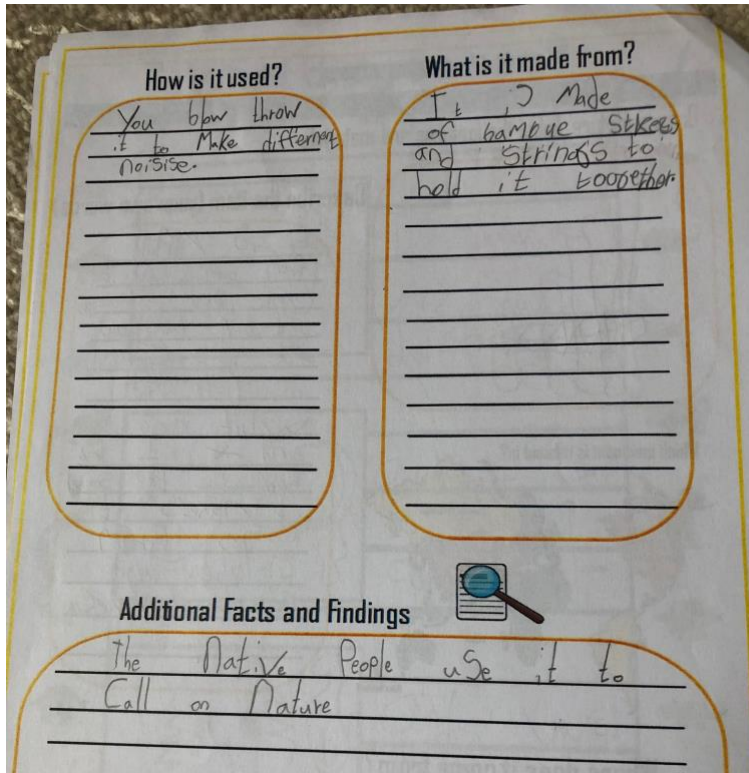 How is it used?
You blow throw
it to Make differnent
noisise.
What is it made from?
It is Made
of bamboue Stkees
and strings to
hold it toogether.
Additional Facts and Findings
The Native People use it to
Call on Nature